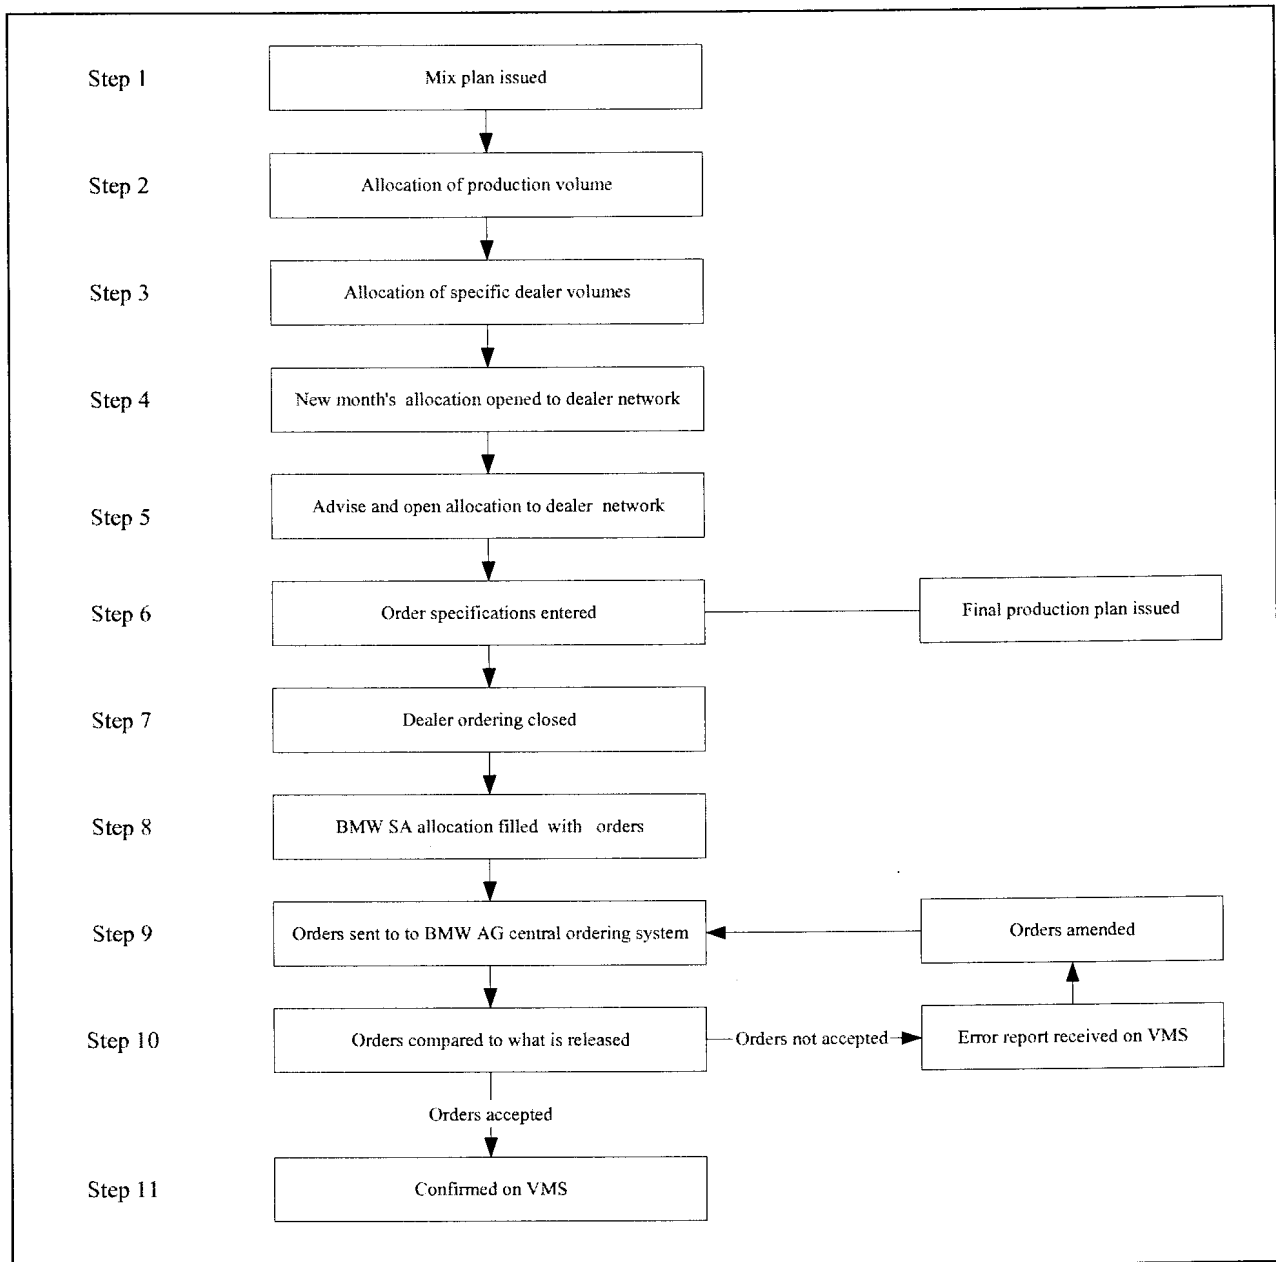 Step 1
Mix plan issued
Step 2
Allocation of production volume
Step 3
Allocation of specific dealer volumes
Step 4
New month's allocation opened to dealer network
Step 5
Advise and open allocation to dealer network
Step 6
Order specifications entered
Final production plan issued
Step 7
Dealer ordering closed
Step 8
BMW SA allocation filled with orders
Step 9
Orders sent to to BMW AG central ordering system
Orders amended
Step 10
Orders compared to what is released
Orders not accepted
Error report received on VMS
Orders accepted
Step 11
Confirmed on VMS